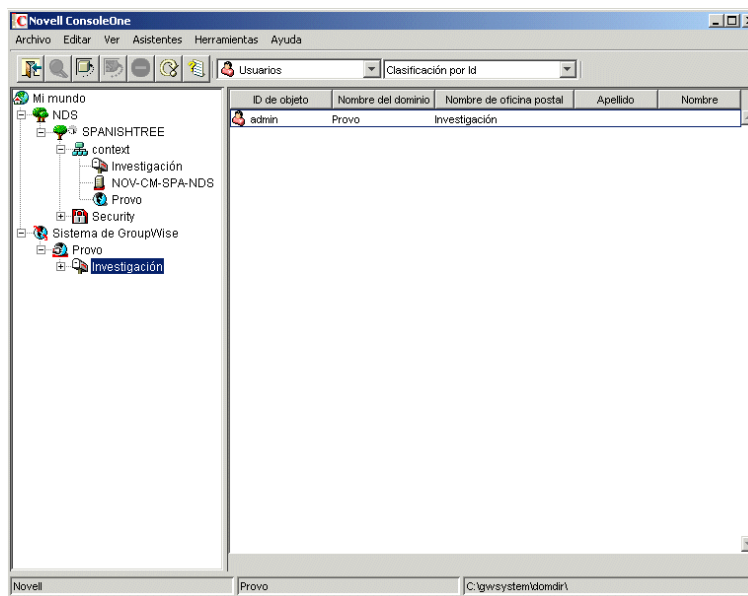 Novell ConsoleOne
Archivo Editar Ver Asistentes Herramientas Ayuda
Usuarios Clasificación por Id
Mi mundo
NDS
SPANISHTREE
context
Investigación
NOV-CM-SPA-NDS
Provo
Security
Sistema de GroupWise
Provo
Investigación
ID de objeto Nombre del dominio Nombre de oficina postal Apellido Nombre
admin Provo Investigación
Novell Provo C:\gwsystem\domdir\